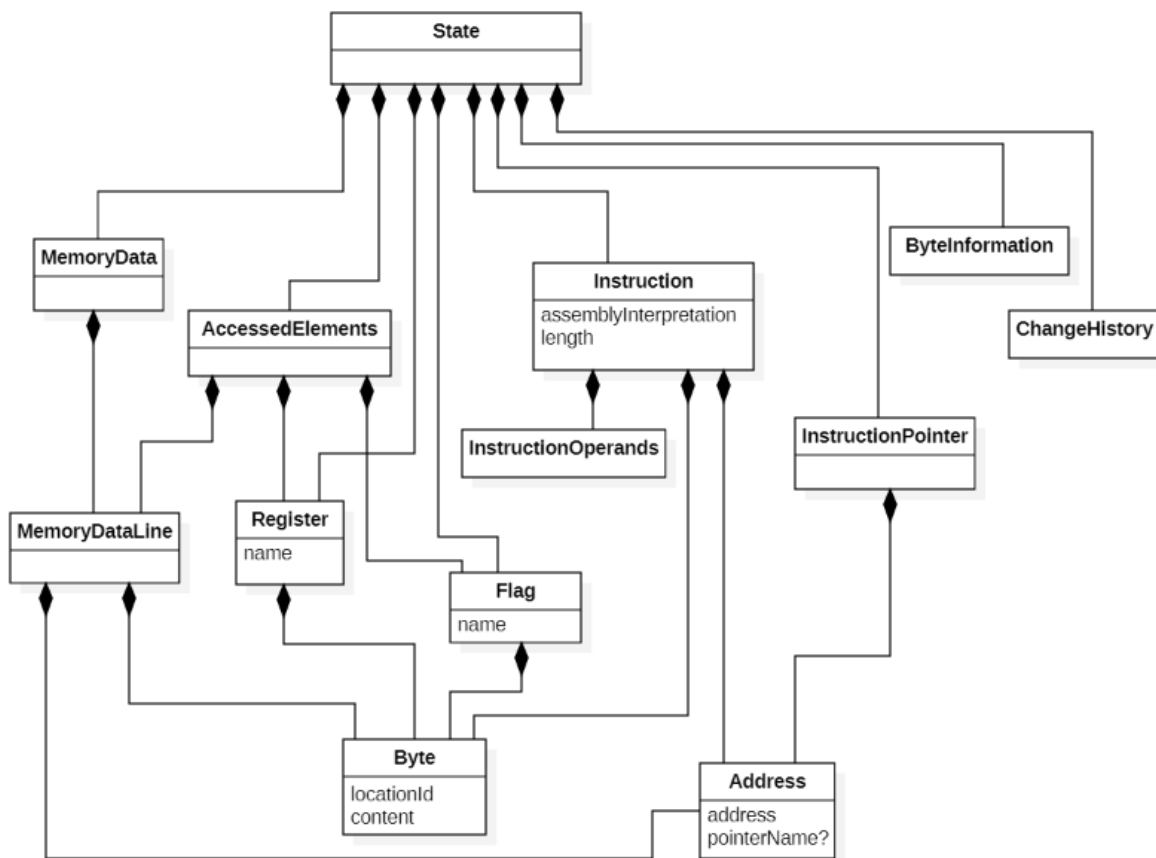 State
MemoryData
ByteInformation
Instruction
assemblyInterpretation
length
AccessedElements
ChangeHistory
InstructionOperands
InstructionPointer
MemoryDataLine
Register
name
Flag
name
Byte
locationId
content
Address
address
pointerName?